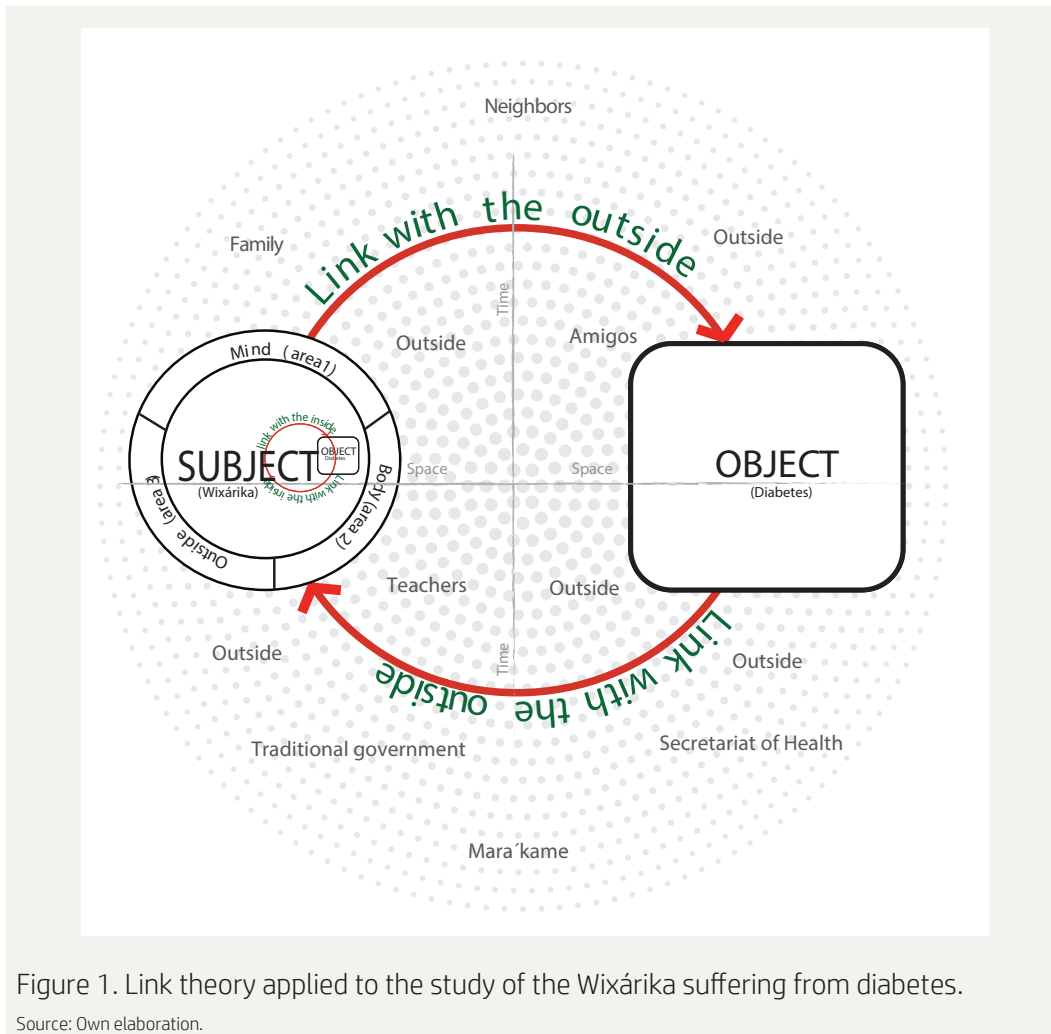 Neighbors
Link with the outside
Family
Outside
Time
Outside
Amigos
Mind (area1)
link with the inside
OBJECT
Diabetes
SUBJECT
(Wixárika)
Link with the inside
Body (area 2)
Outside (area 3)
Space
Space
OBJECT
(Diabetes)
Teachers
Outside
Time
Outside
Outside
Link with the outside
Traditional government
Secretariat of Health
Mara´kame
Figure 1. Link theory applied to the study of the Wixárika suffering from diabetes.
Source: Own elaboration.